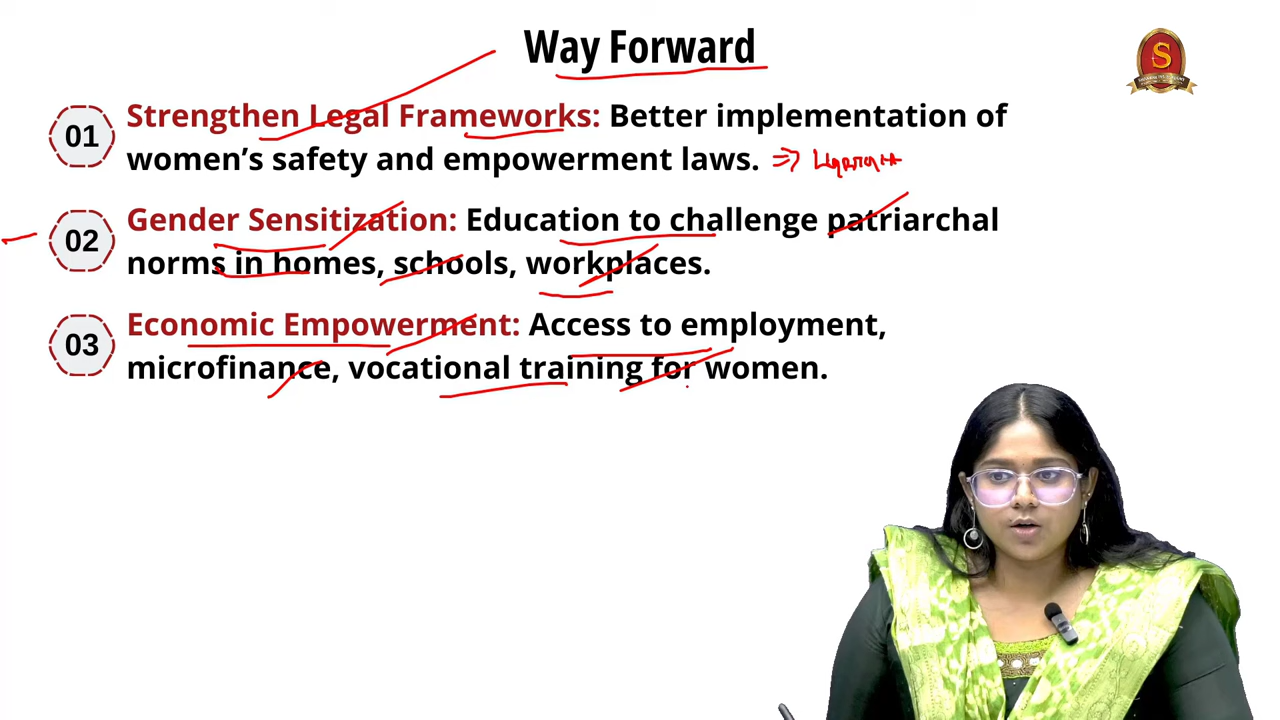 Way Forward
S
01
Strengthen Legal Frameworks: Better implementation of
women's safety and empowerment laws. ⇒
02
Gender Sensitization: Education to challenge patriarchal
norms in homes, schools, workplaces.
03
Economic Empowerment: Access to employment,
microfinance, vocational training for women.